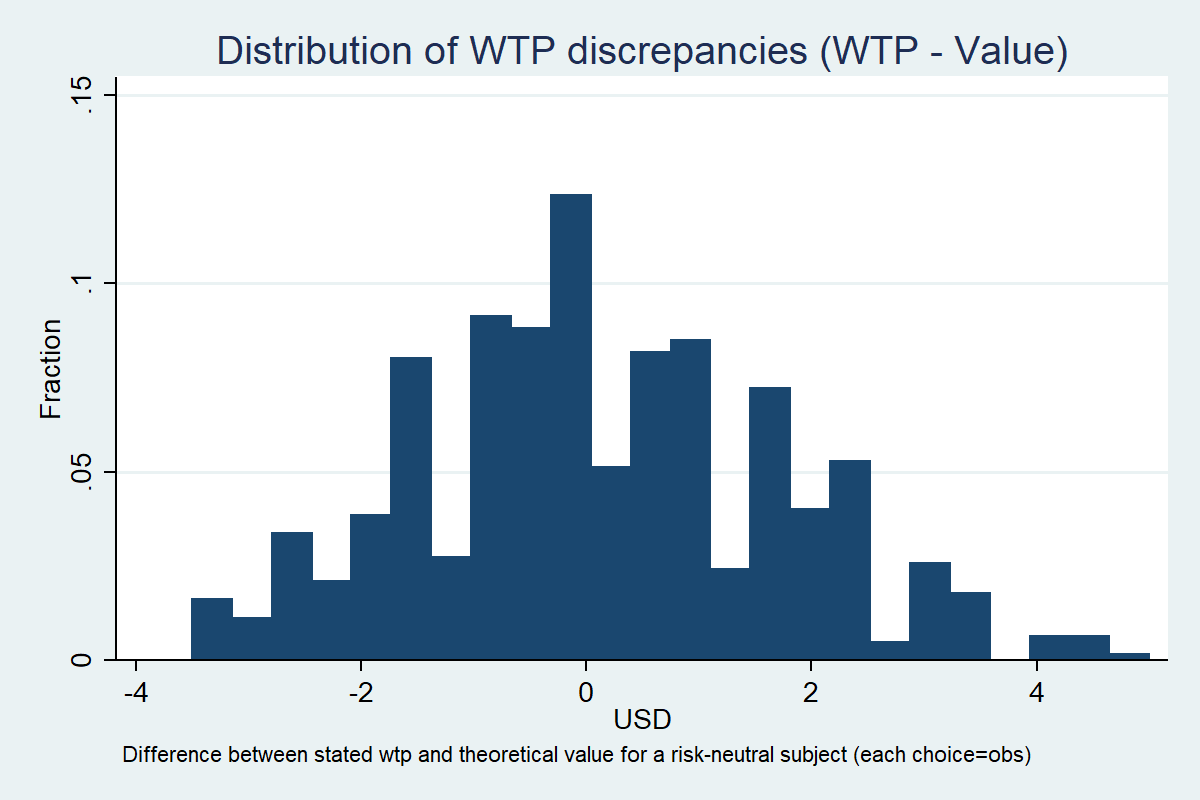 Distribution of WTP discrepancies (WTP - Value)
.15
.1
.05
0
Fraction
-4 -2 0 2 4
USD
Difference between stated wtp and theoretical value for a risk-neutral subject (each choice=obs)